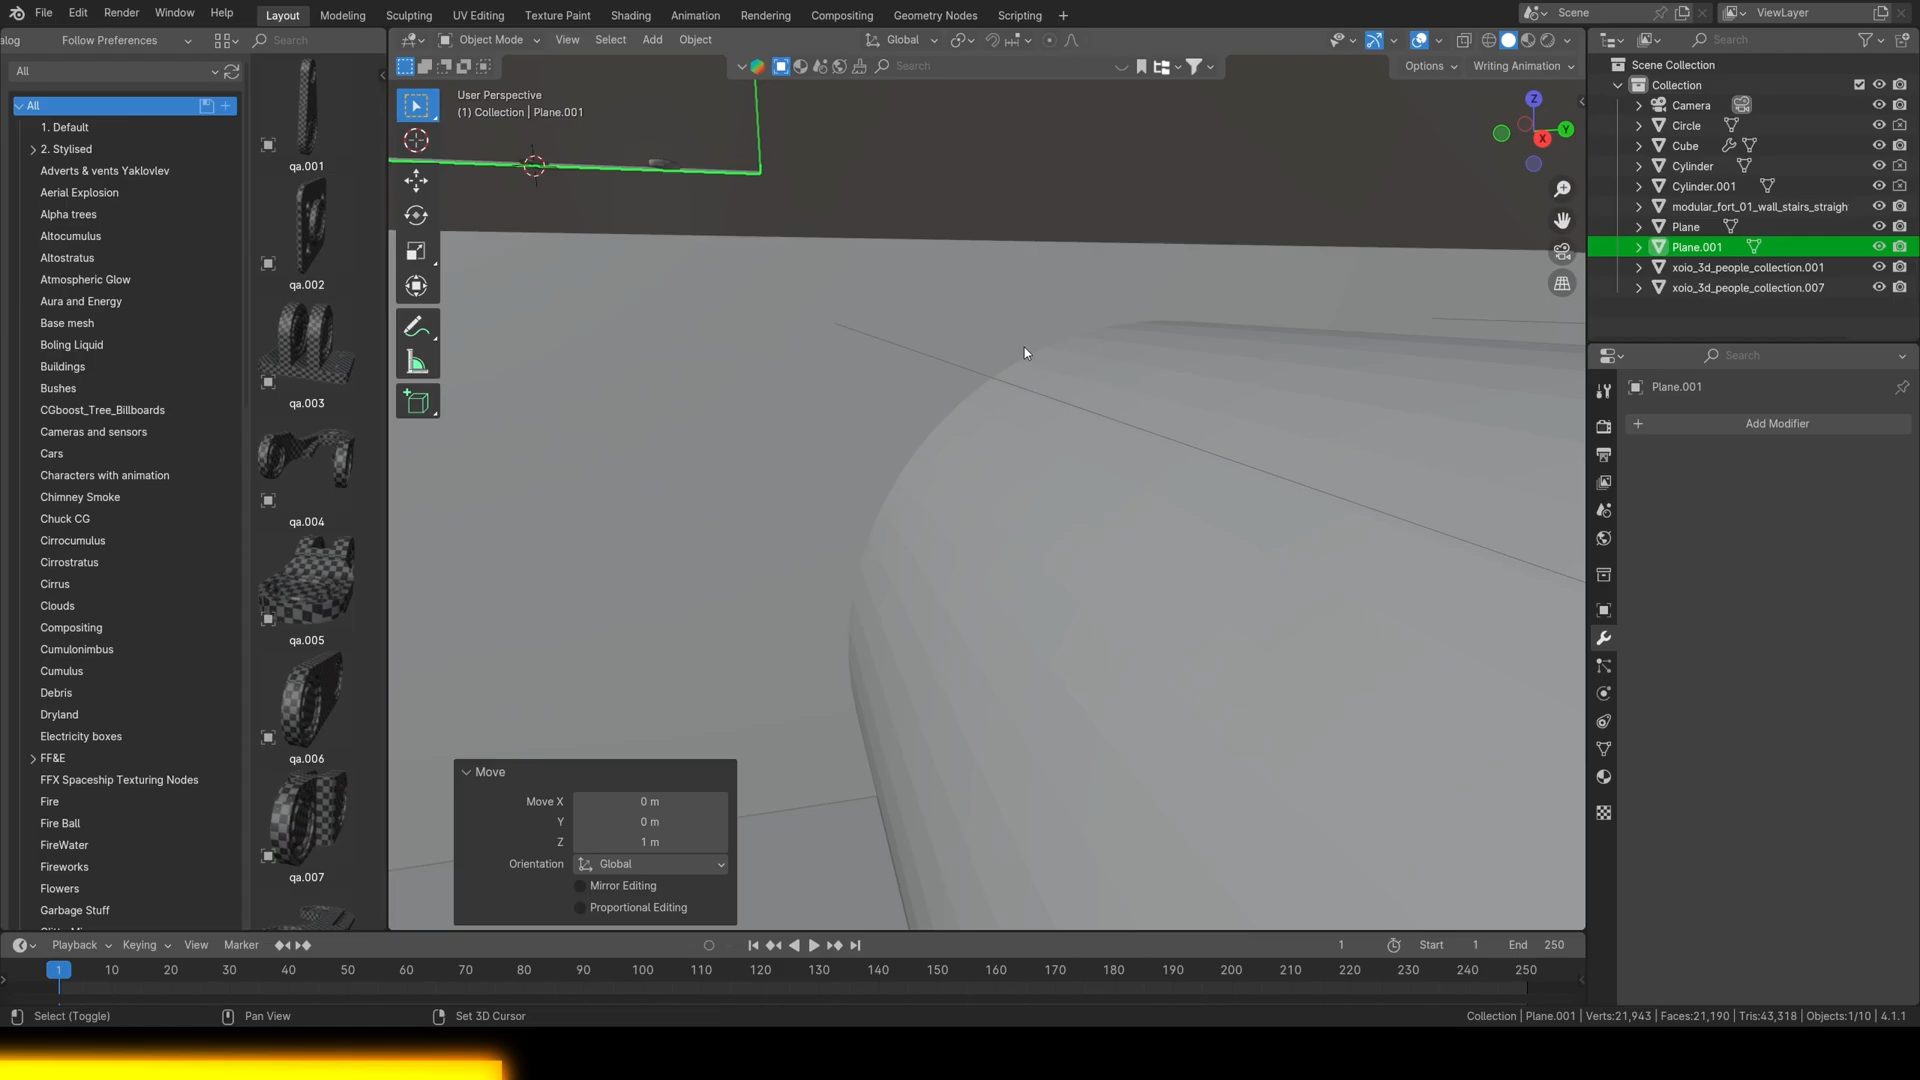 File Edit Render Window Help Layout Modeling Sculpting UV Editing Texture Paint Shading Animation Rendering Compositing Geometry Nodes Scripting + Scene ViewLayer
alog Follow Preferences Search Object Mode View Select Add Object Global Search
All Search Options Writing Animation
User Perspective
(1) Collection | Plane.001
All
1. Default
2. Stylised
Adverts & vents Yaklovlev
Aerial Explosion
Alpha trees
Altocumulus
Altostratus
Atmospheric Glow
Aura and Energy
Base mesh
Boling Liquid
Buildings
Bushes
CGboost_Tree_Billboards
Cameras and sensors
Cars
Characters with animation
Chimney Smoke
Chuck CG
Cirrocumulus
Cirrostratus
Cirrus
Clouds
Compositing
Cumulonimbus
Cumulus
Debris
Dryland
Electricity boxes
FF&E
FFX Spaceship Texturing Nodes
Fire
Fire Ball
FireWater
Fireworks
Flowers
Garbage Stuff
qa.001
qa.002
qa.003
qa.004
qa.005
qa.006
qa.007
Z
Y
X
Move
Move X 0 m
Y 0 m
Z 1 m
Orientation Global
Mirror Editing
Proportional Editing
Scene Collection
Collection
Camera
Circle
Cube
Cylinder
Cylinder.001
modular_fort_01_wall_stairs_straigh
Plane
Plane.001
xoio_3d_people_collection.001
xoio_3d_people_collection.007
Search
Plane.001
+ Add Modifier
Playback Keying View Marker 1 Start 1 End 250
1 10 20 30 40 50 60 70 80 90 100 110 120 130 140 150 160 170 180 190 200 210 220 230 240 250
Select (Toggle) Pan View Set 3D Cursor Collection | Plane.001 | Verts:21,943 | Faces:21,190 | Tris:43,318 | Objects:1/10 | 4.1.1